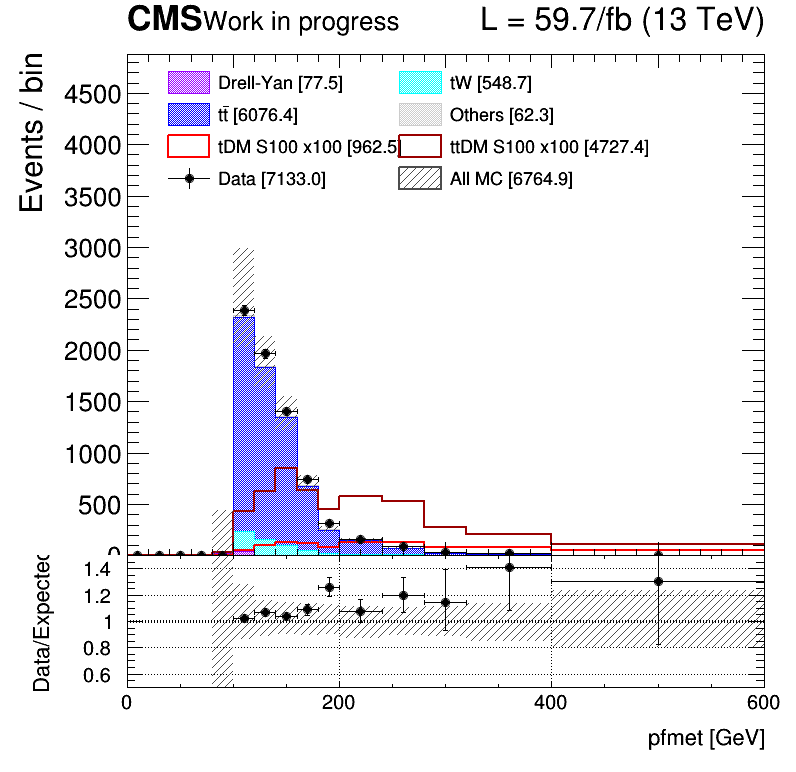 CMS Work in progress L = 59.7/fb (13 TeV)
Events / bin
4500
4000
3500
3000
2500
2000
1500
1000
500
0
Drell-Yan [77.5] tW [548.7]
tt̄ [6076.4] Others [62.3]
tDM S100 x100 [962.5] ttDM S100 x100 [4727.4]
Data [7133.0] All MC [6764.9]
Data/Expected
1.4
1.2
1
0.8
0.6
0 200 400 600
pfmet [GeV]